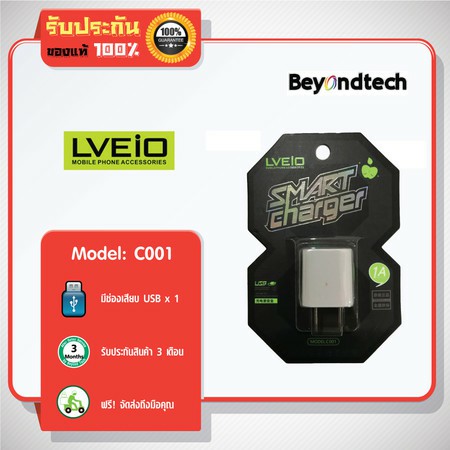 รับประกัน
ของแท้ 100%
100%
GUARANTEE
Beyondtech
LVEIO
MOBILE PHONE ACCESSORIES
LVEIO
SMART
charger
1A
USB
MODEL:C001
Model: C001
มีช่องเสียบ USB x 1
3
Months
รับประกันสินค้า 3 เดือน
ฟรี! จัดส่งถึงมือคุณ